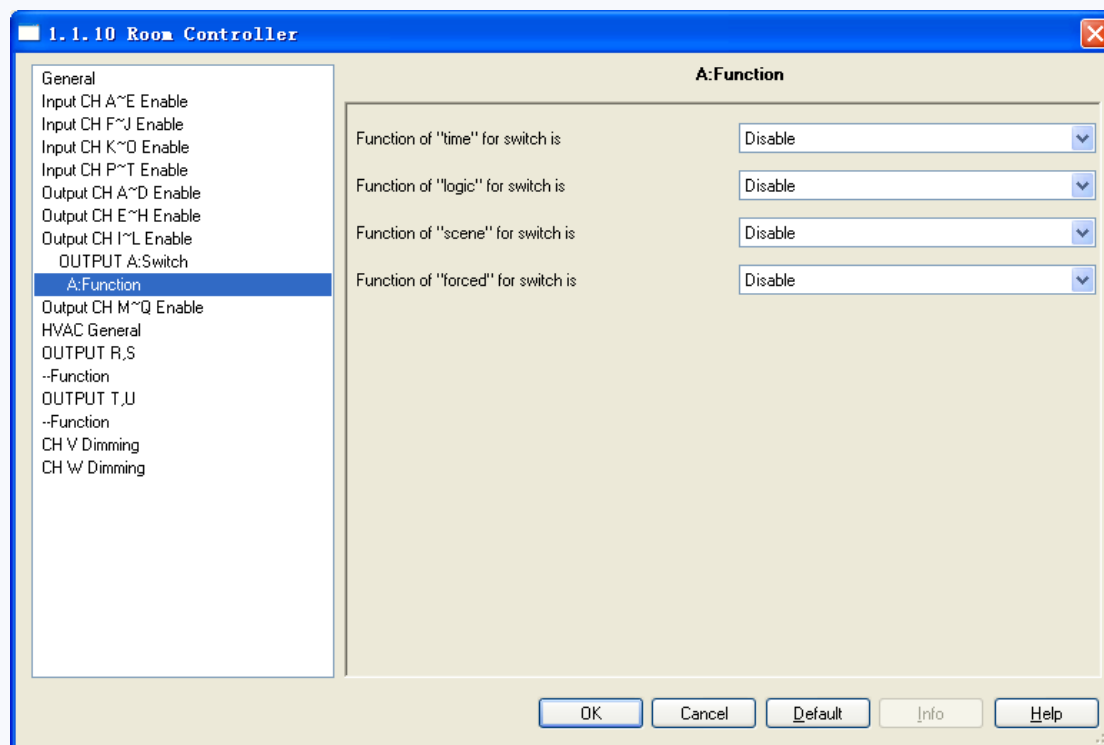 1.1.10 Room Controller
General
Input CH A~E Enable
Input CH F~J Enable
Input CH K~O Enable
Input CH P~T Enable
Output CH A~D Enable
Output CH E~H Enable
Output CH I~L Enable
OUTPUT A:Switch
A:Function
Output CH M~Q Enable
HVAC General
OUTPUT R,S
--Function
OUTPUT T,U
--Function
CH V Dimming
CH W Dimming
A:Function
Function of "time" for switch is Disable
Function of "logic" for switch is Disable
Function of "scene" for switch is Disable
Function of "forced" for switch is Disable
OK Cancel Default Info Help